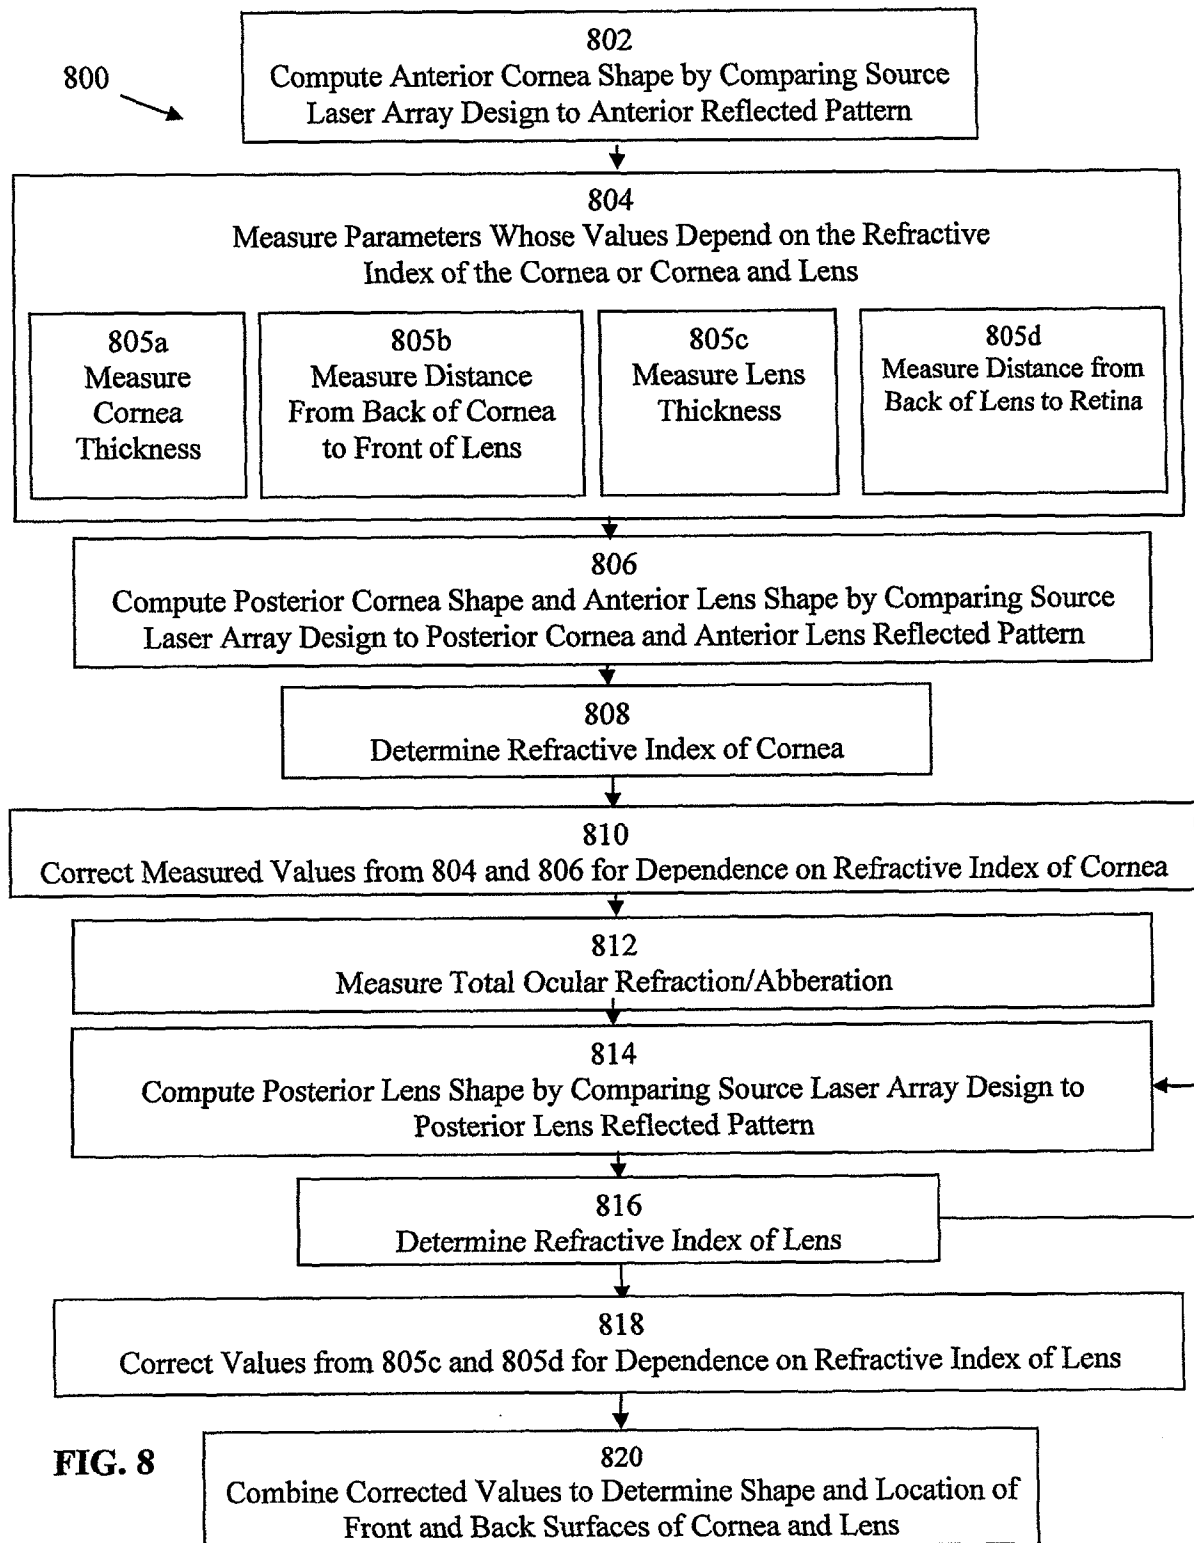 800
802
Compute Anterior Cornea Shape by Comparing Source
Laser Array Design to Anterior Reflected Pattern
804
Measure Parameters Whose Values Depend on the Refractive
Index of the Cornea or Cornea and Lens
805a
Measure
Cornea
Thickness
805b
Measure Distance
From Back of Cornea
to Front of Lens
805c
Measure Lens
Thickness
805d
Measure Distance from
Back of Lens to Retina
806
Compute Posterior Cornea Shape and Anterior Lens Shape by Comparing Source
Laser Array Design to Posterior Cornea and Anterior Lens Reflected Pattern
808
Determine Refractive Index of Cornea
810
Correct Measured Values from 804 and 806 for Dependence on Refractive Index of Cornea
812
Measure Total Ocular Refraction/Abberation
814
Compute Posterior Lens Shape by Comparing Source Laser Array Design to
Posterior Lens Reflected Pattern
816
Determine Refractive Index of Lens
818
Correct Values from 805c and 805d for Dependence on Refractive Index of Lens
FIG. 8
820
Combine Corrected Values to Determine Shape and Location of
Front and Back Surfaces of Cornea and Lens